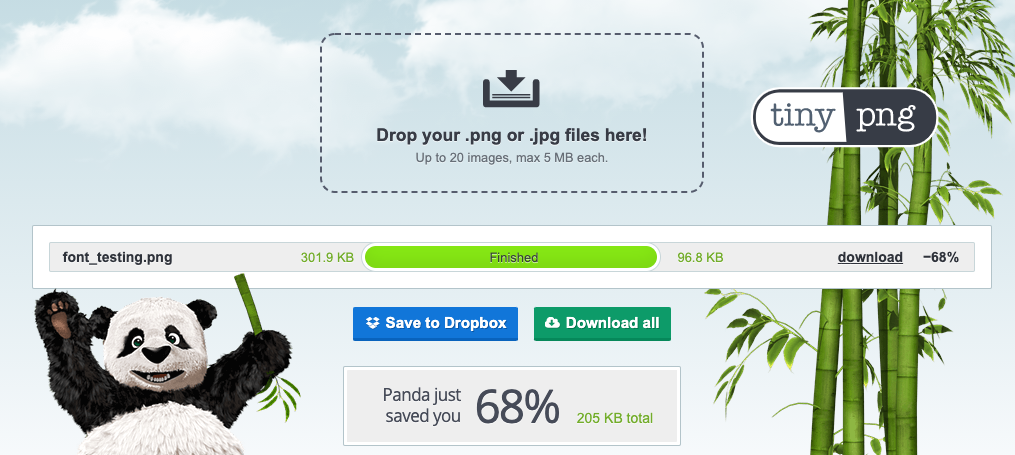 Drop your .png or .jpg files here!
Up to 20 images, max 5 MB each.
tiny png
font_testing.png 301.9 KB Finished 96.8 KB download −68%
Save to Dropbox Download all
Panda just
saved you 68% 205 KB total